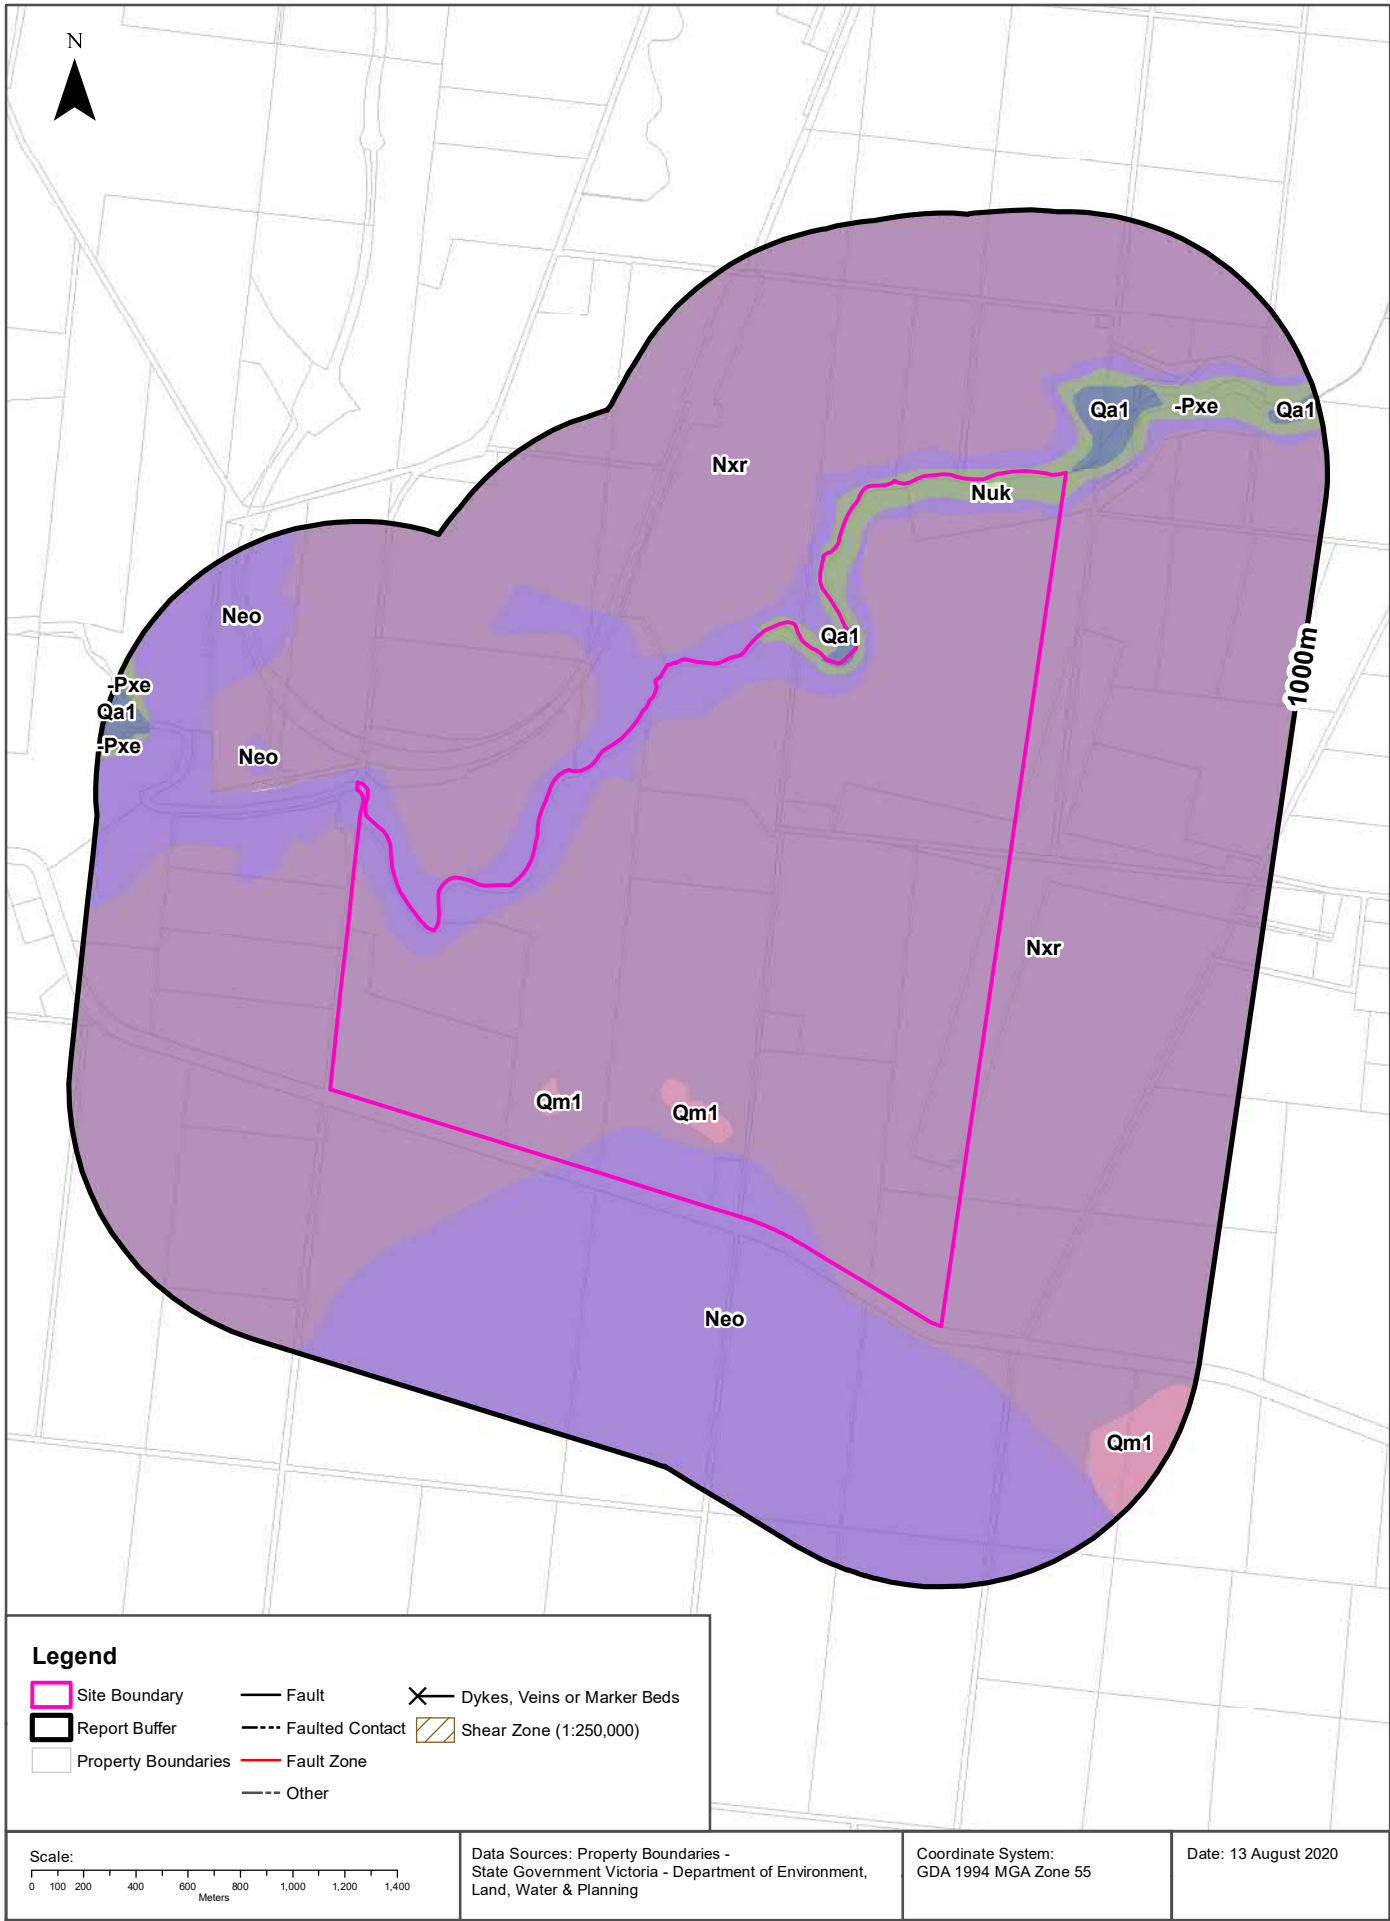 N
Qa1
-Pxe
Qa1
Nxr
Nuk
Neo
Qa1
1000m
-Pxe
Qa1
-Pxe
Neo
Nxr
Qm1
Qm1
Neo
Qm1
Legend
Site Boundary
Fault
Dykes, Veins or Marker Beds
Report Buffer
Faulted Contact
Shear Zone (1:250,000)
Property Boundaries
Fault Zone
Other
Scale:
0 100 200 400 600 800 1,000 1,200 1,400
Meters
Data Sources: Property Boundaries -
State Government Victoria - Department of Environment,
Land, Water & Planning
Coordinate System:
GDA 1994 MGA Zone 55
Date: 13 August 2020